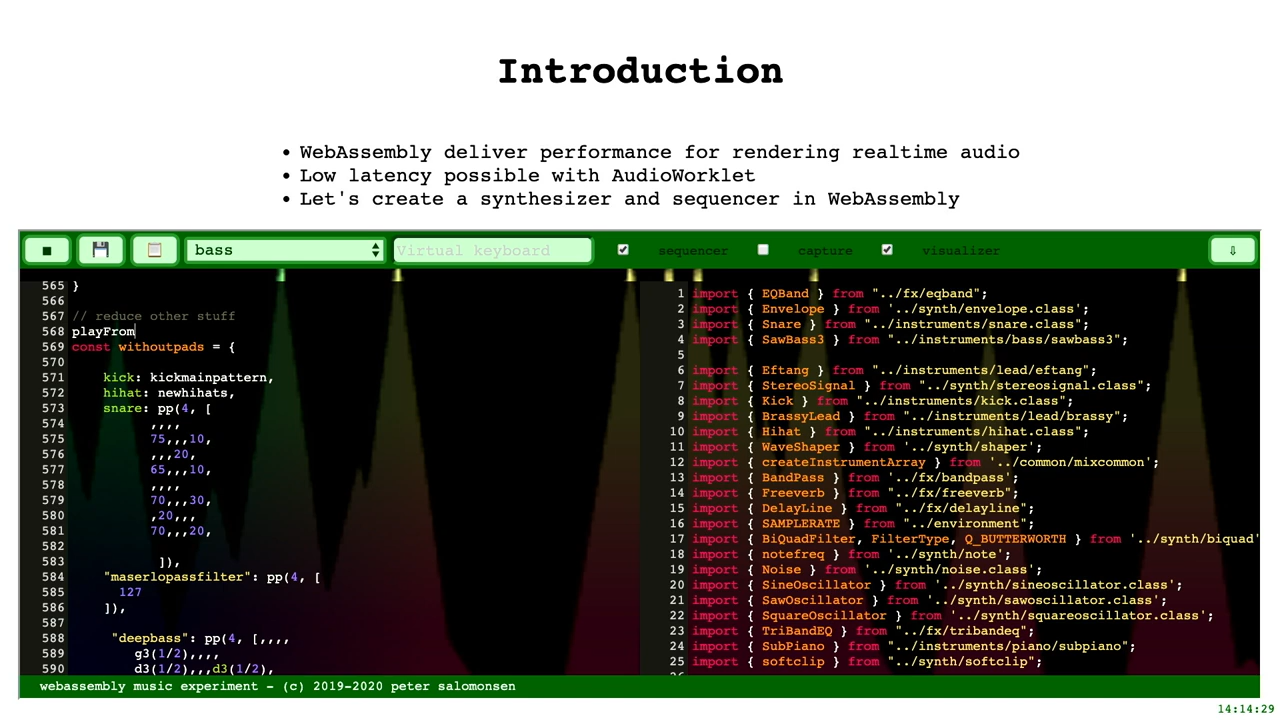 Introduction
• WebAssembly deliver performance for rendering realtime audio
• Low latency possible with AudioWorklet
• Let's create a synthesizer and sequencer in WebAssembly
bass Virtual keyboard sequencer capture visualizer
565 }
566
567 // reduce other stuff
568 playFrom
569 const withoutpads = {
570
571 kick: kickmainpattern,
572 hihat: newhihats,
573 snare: pp(4, [
574 ,,,,
575 75,,,10,
576 ,,,20,
577 65,,,10,
578 ,,,,
579 70,,,30,
580 ,20,,,
581 70,,,20,
582
583 ]),
584 "maserlopassfilter": pp(4, [
585 127
586 ]),
587
588 "deepbass": pp(4, [,,,,
589 g3(1/2),,,,
590 d3(1/2),,,d3(1/2),
1 import { EQBand } from "../fx/eqband";
2 import { Envelope } from '../synth/envelope.class';
3 import { Snare } from "../instruments/snare.class";
4 import { SawBass3 } from "../instruments/bass/sawbass3";
5
6 import { Eftang } from "../instruments/lead/eftang";
7 import { StereoSignal } from "../synth/stereosignal.class";
8 import { Kick } from "../instruments/kick.class";
9 import { BrassyLead } from "../instruments/lead/brassy";
10 import { Hihat } from "../instruments/hihat.class";
11 import { WaveShaper } from '../synth/shaper';
12 import { createInstrumentArray } from '../common/mixcommon';
13 import { BandPass } from '../fx/bandpass';
14 import { Freeverb } from "../fx/freeverb";
15 import { DelayLine } from "../fx/delayline";
16 import { SAMPLERATE } from "../environment";
17 import { BiQuadFilter, FilterType, Q_BUTTERWORTH } from '../synth/biquad'
18 import { notefreq } from '../synth/note';
19 import { Noise } from '../synth/noise.class';
20 import { SineOscillator } from '../synth/sineoscillator.class';
21 import { SawOscillator } from '../synth/sawoscillator.class';
22 import { SquareOscillator } from '../synth/squareoscillator.class';
23 import { TriBandEQ } from "../fx/tribandeq";
24 import { SubPiano } from "../instruments/piano/subpiano";
25 import { softclip } from "../synth/softclip";
webassembly music experiment - (c) 2019-2020 peter salomonsen
14:14:29